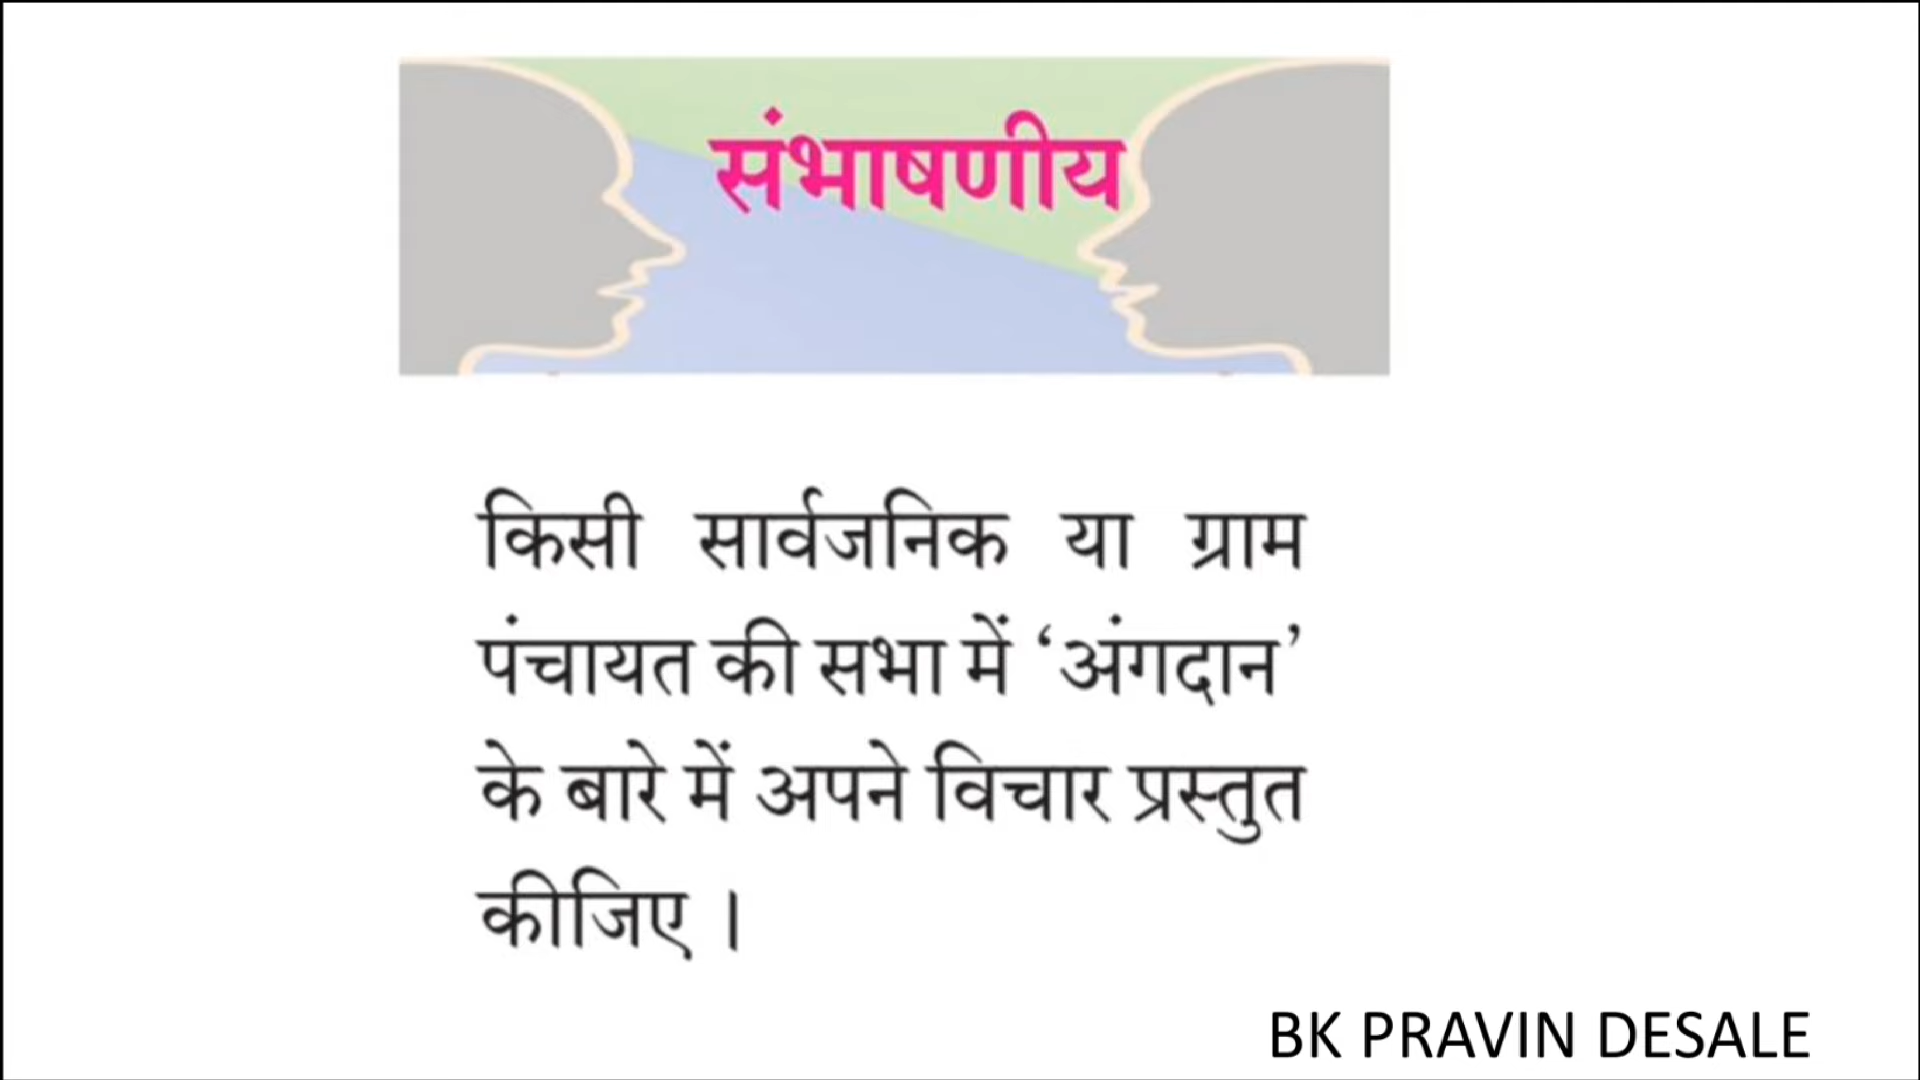 संभाषणीय
किसी सार्वजनिक या ग्राम
पंचायत की सभा में ‘अंगदान’
के बारे में अपने विचार प्रस्तुत
कीजिए ।
BK PRAVIN DESALE